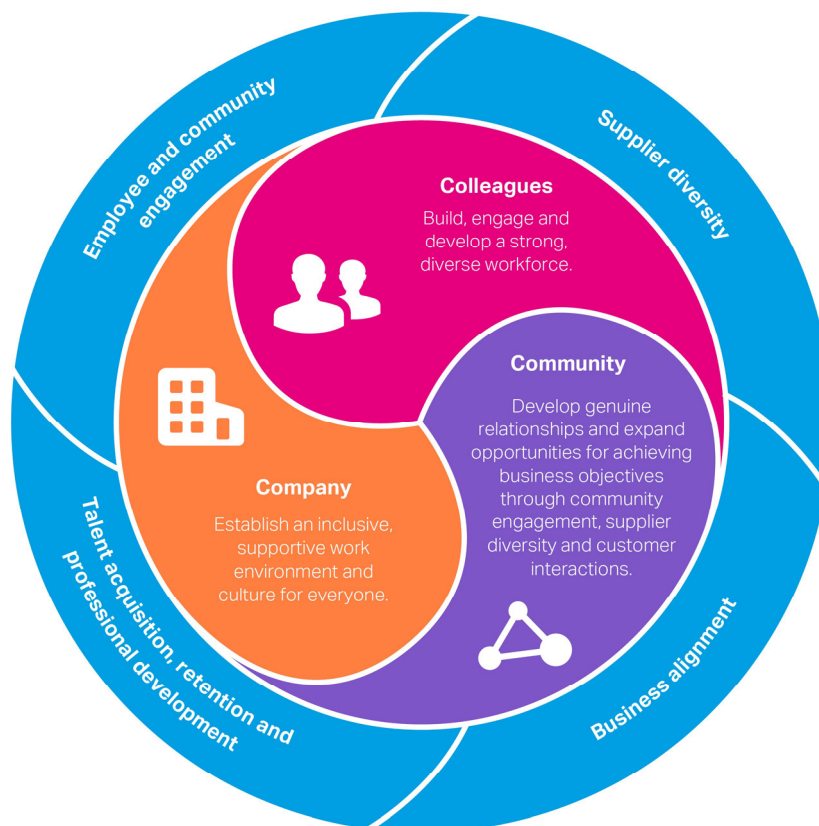 Employee and community
engagement
Supplier diversity
Colleagues
Build, engage and
develop a strong,
diverse workforce.
Community
Develop genuine
relationships and expand
opportunities for achieving
business objectives
through community
engagement, supplier
diversity and customer
interactions.
Company
Establish an inclusive,
supportive work
environment and
culture for everyone.
Talent acquisition, retention and
professional development
Business alignment